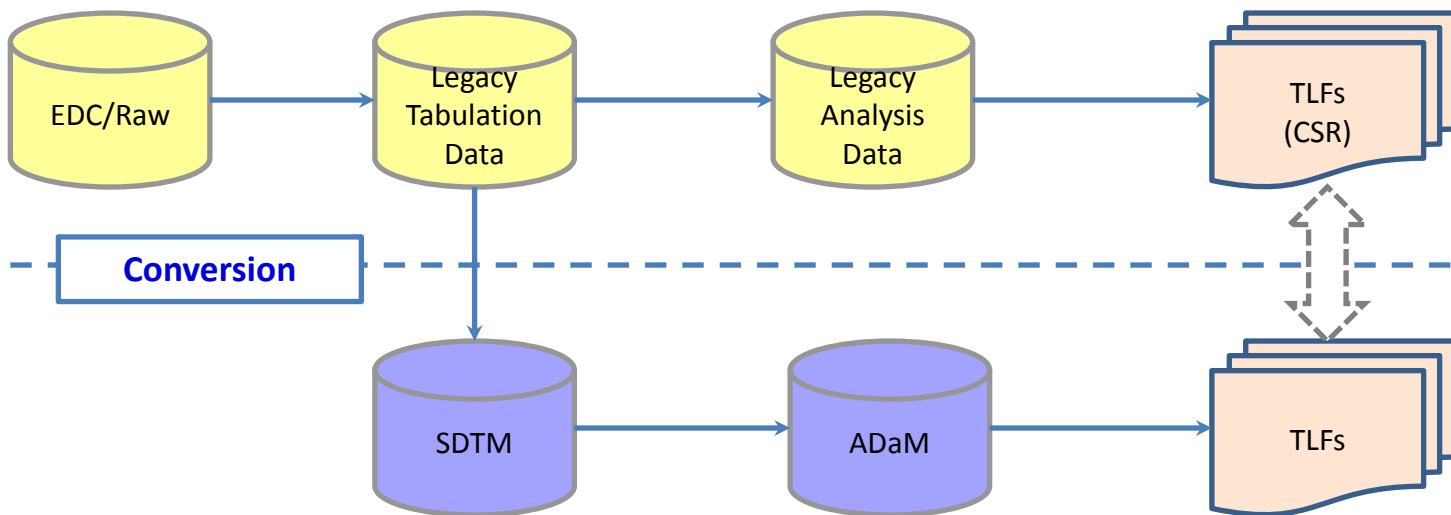 EDC/Raw
Legacy
Tabulation
Data
Legacy
Analysis
Data
TLFs
(CSR)
Conversion
SDTM
ADaM
TLFs